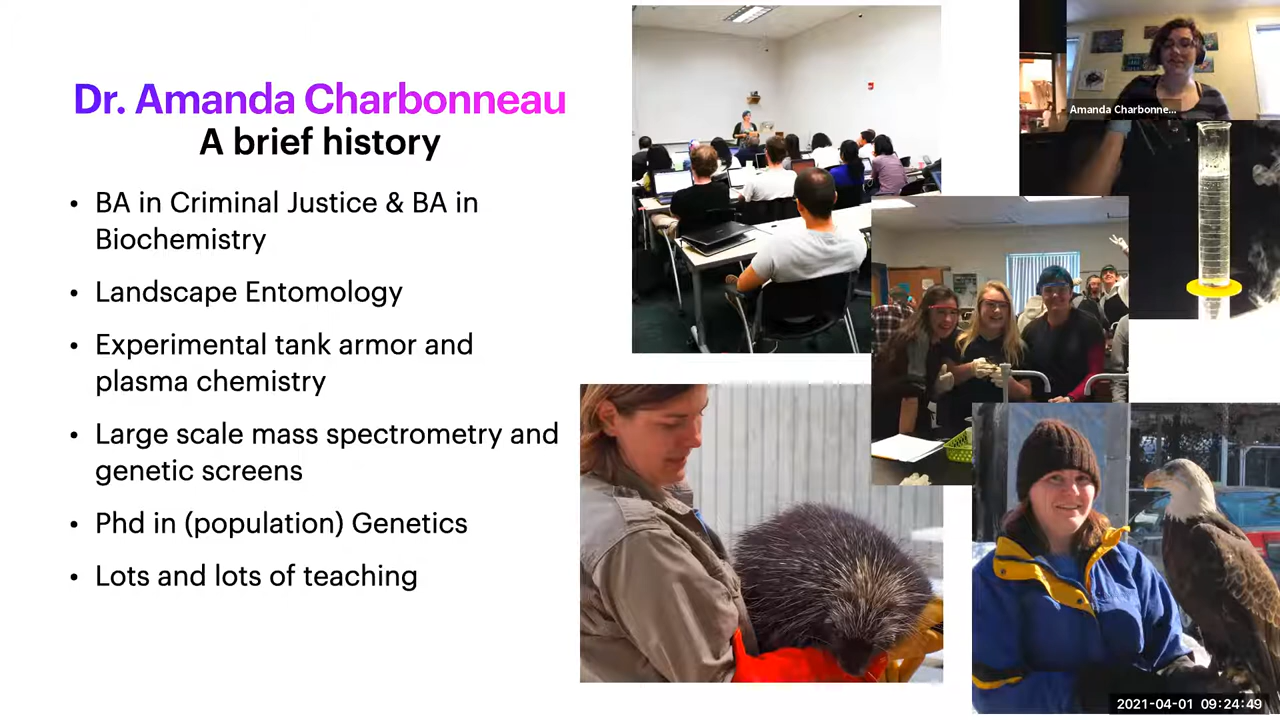 Dr. Amanda Charbonneau
A brief history
• BA in Criminal Justice & BA in
Biochemistry
• Landscape Entomology
• Experimental tank armor and
plasma chemistry
• Large scale mass spectrometry and
genetic screens
• Phd in (population) Genetics
• Lots and lots of teaching
Amanda Charbonne...
2021-04-01 09:24:49